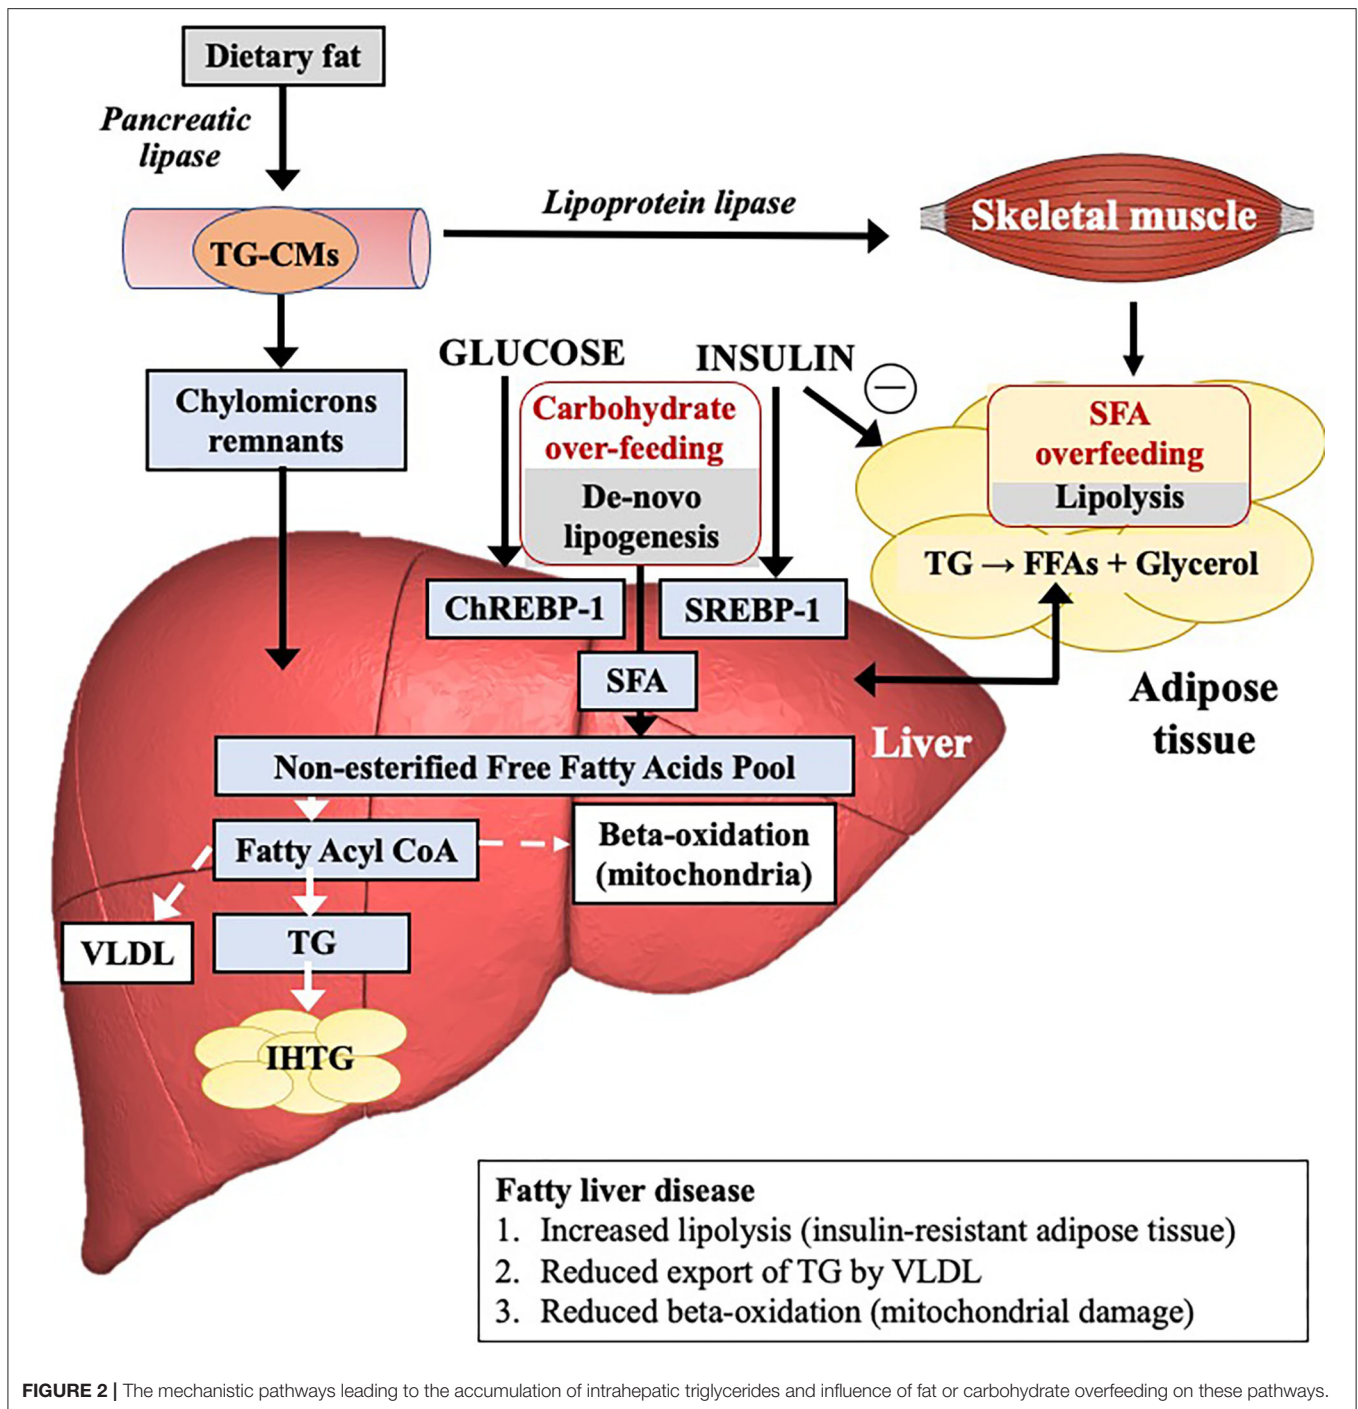 Dietary fat
Pancreatic
lipase
TG-CMs
Lipoprotein lipase
Skeletal muscle
Chylomicrons
remnants
GLUCOSE
INSULIN
−
Carbohydrate
over-feeding
De-novo
lipogenesis
SFA
overfeeding
Lipolysis
TG → FFAs + Glycerol
ChREBP-1
SREBP-1
SFA
Adipose
tissue
Liver
Non-esterified Free Fatty Acids Pool
Fatty Acyl CoA
Beta-oxidation
(mitochondria)
VLDL
TG
IHTG
Fatty liver disease
1. Increased lipolysis (insulin-resistant adipose tissue)
2. Reduced export of TG by VLDL
3. Reduced beta-oxidation (mitochondrial damage)
FIGURE 2 | The mechanistic pathways leading to the accumulation of intrahepatic triglycerides and influence of fat or carbohydrate overfeeding on these pathways.